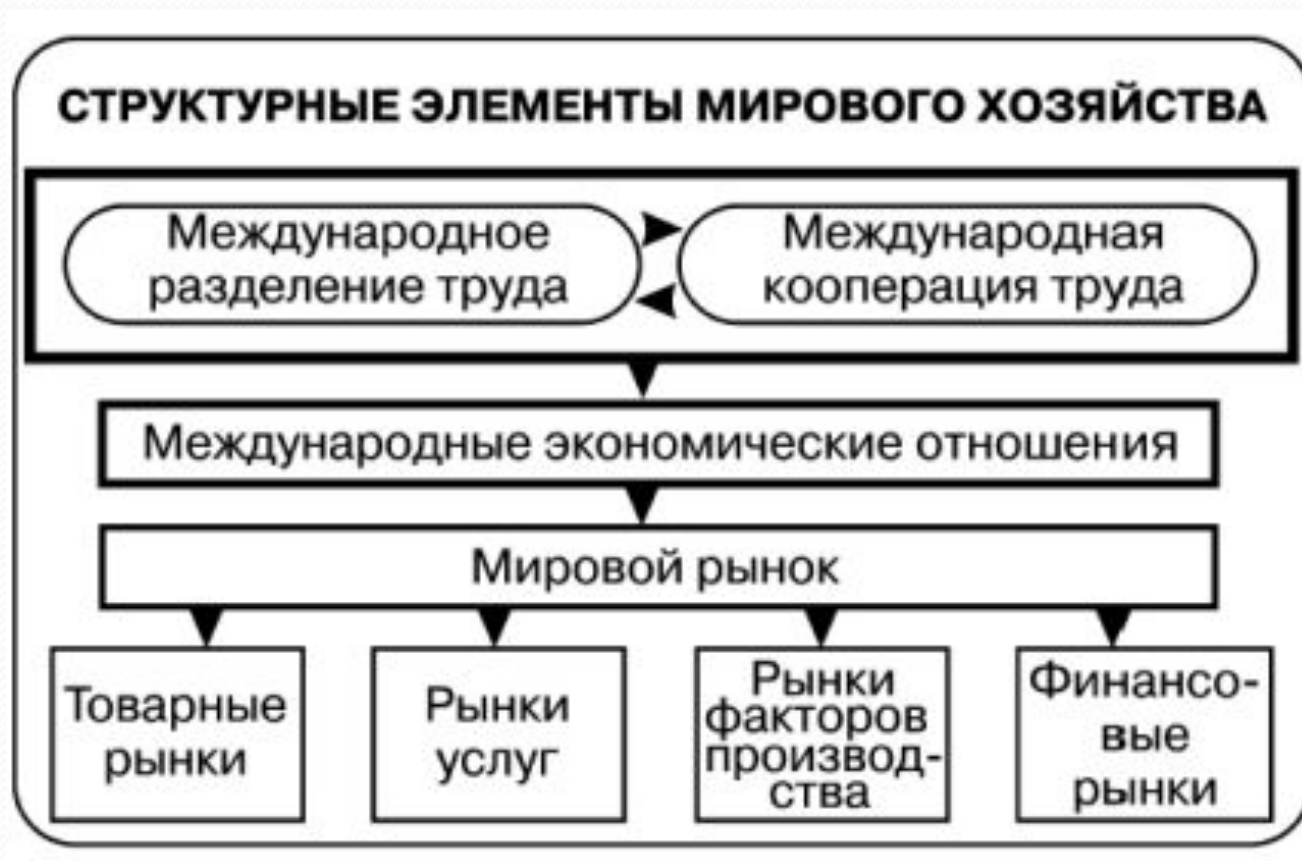 СТРУКТУРНЫЕ ЭЛЕМЕНТЫ МИРОВОГО ХОЗЯЙСТВА
Международное
разделение труда
Международная
кооперация труда
Международные экономические отношения
Мировой рынок
Товарные
рынки
Рынки
услуг
Рынки
факторов
производ-
ства
Финансо-
вые
рынки